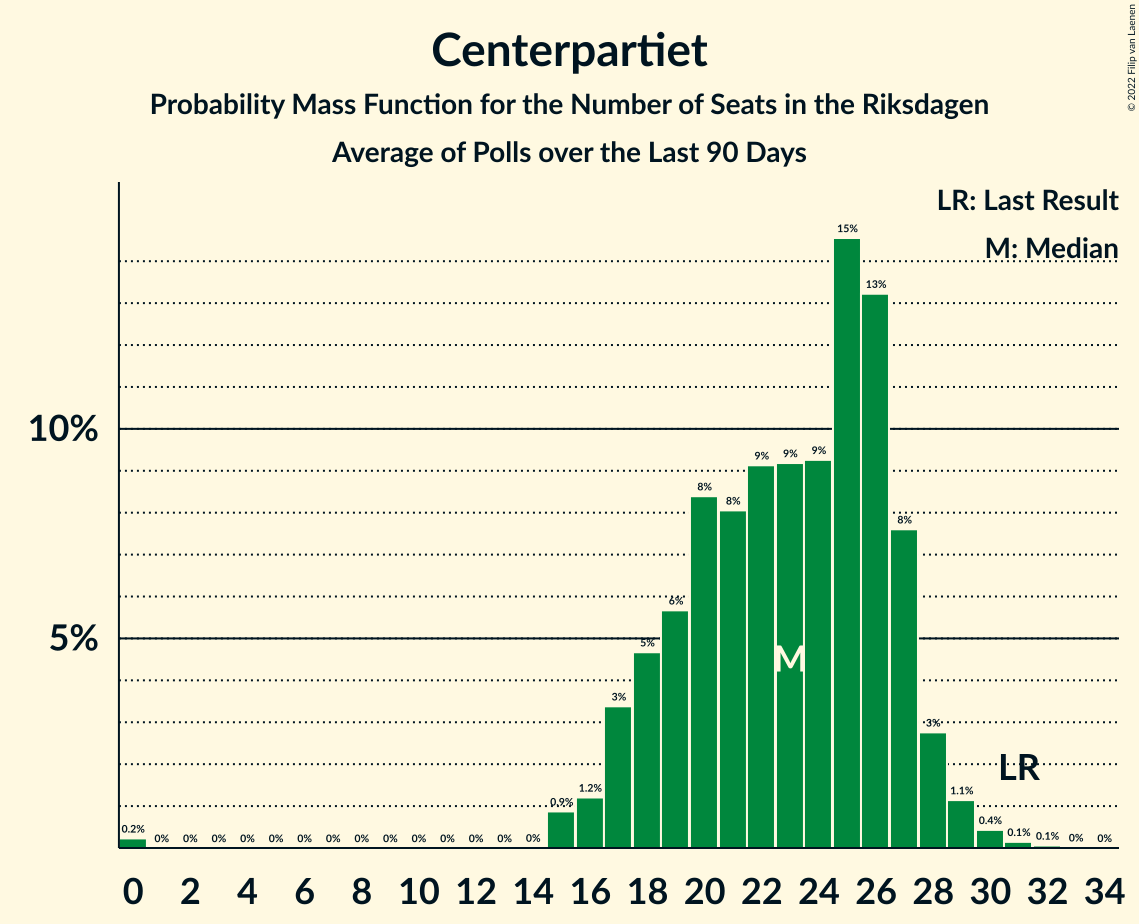 Centerpartiet
Probability Mass Function for the Number of Seats in the Riksdagen
Average of Polls over the Last 90 Days
© 2022 Filip van Laenen
LR: Last Result
M: Median
15%
13%
10%
9% 9% 9%
8% 8%
8%
6%
5%
5%
M
3%
3%
LR
1.2%
1.1%
0.9%
0.4%
0.2% 0% 0% 0% 0% 0% 0% 0% 0% 0% 0% 0% 0% 0% 0% 0.1% 0.1% 0% 0%
0 2 4 6 8 10 12 14 16 18 20 22 24 26 28 30 32 34